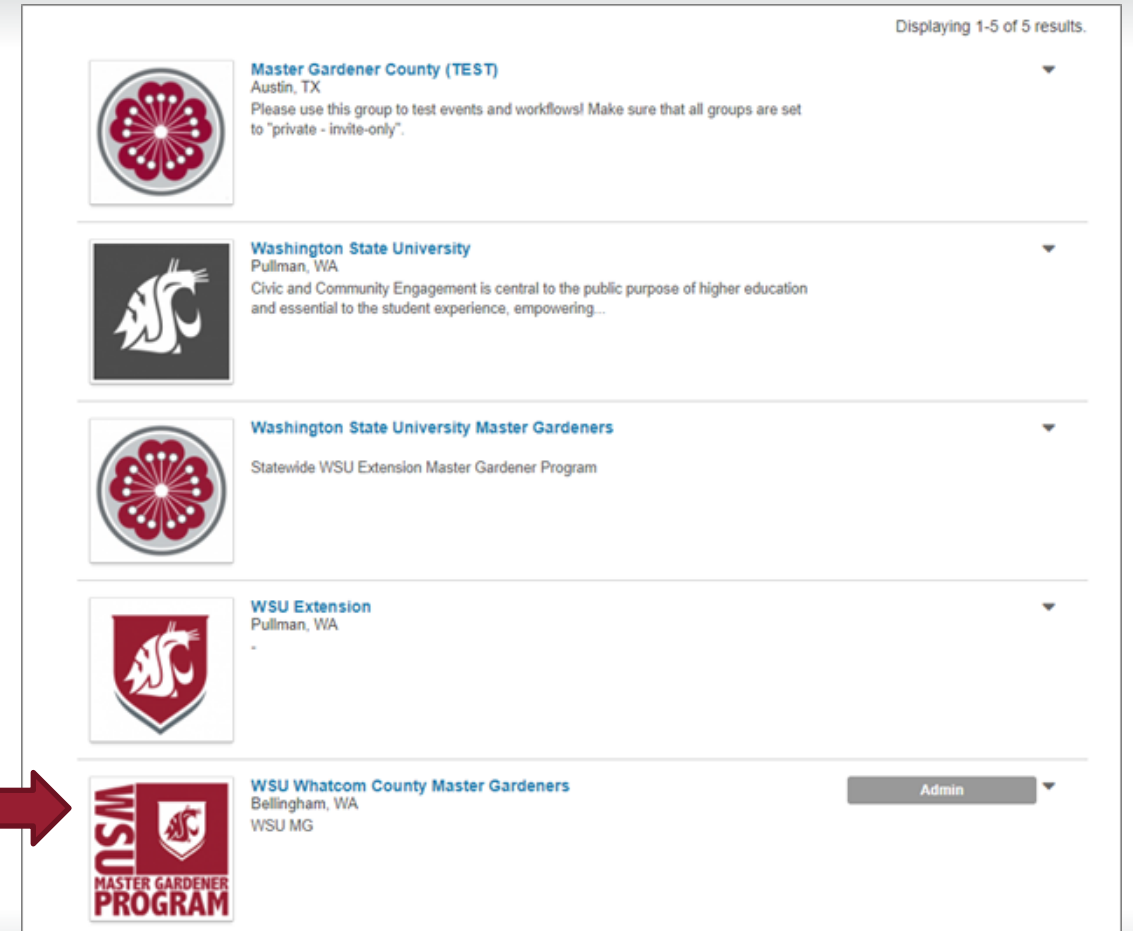 Displaying 1-5 of 5 results.
Master Gardener County (TEST)
Austin, TX
Please use this group to test events and workflows! Make sure that all groups are set
to "private - invite-only".
Washington State University
Pullman, WA
Civic and Community Engagement is central to the public purpose of higher education
and essential to the student experience, empowering...
Washington State University Master Gardeners
Statewide WSU Extension Master Gardener Program
WSU Extension
Pullman, WA
-
WSU Whatcom County Master Gardeners
Admin
Bellingham, WA
WSU MG
WSU
MASTER GARDENER
PROGRAM